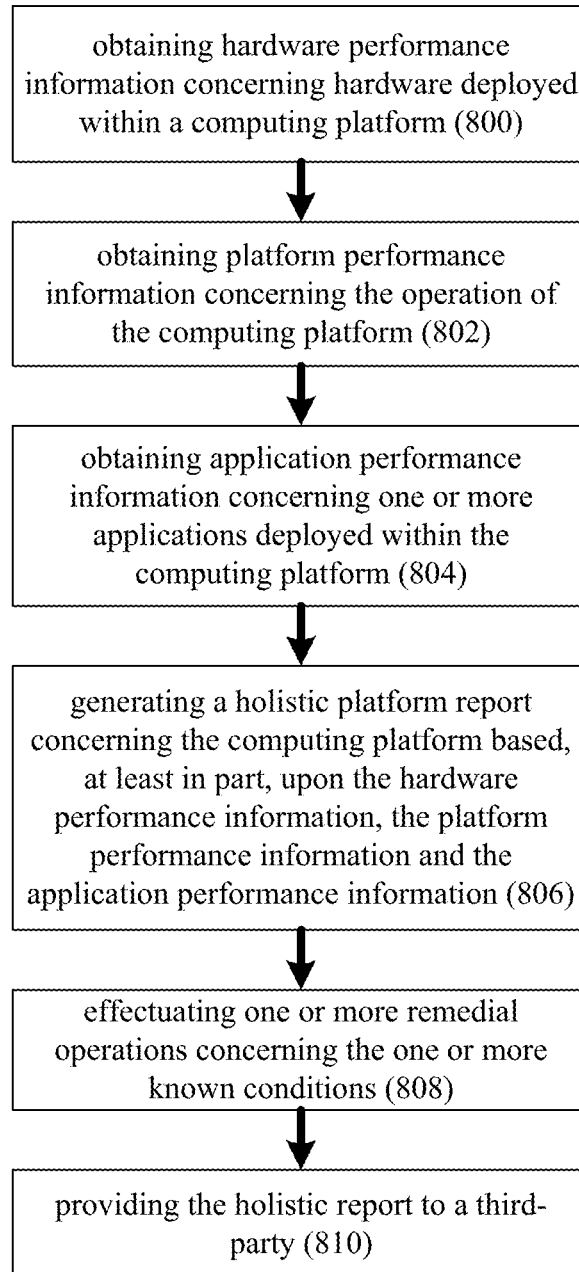 obtaining hardware performance
information concerning hardware deployed
within a computing platform (800)
obtaining platform performance
information concerning the operation of
the computing platform (802)
obtaining application performance
information concerning one or more
applications deployed within the
computing platform (804)
generating a holistic platform report
concerning the computing platform based,
at least in part, upon the hardware
performance information, the platform
performance information and the
application performance information (806)
effectuating one or more remedial
operations concerning the one or more
known conditions (808)
providing the holistic report to a third-
party (810)